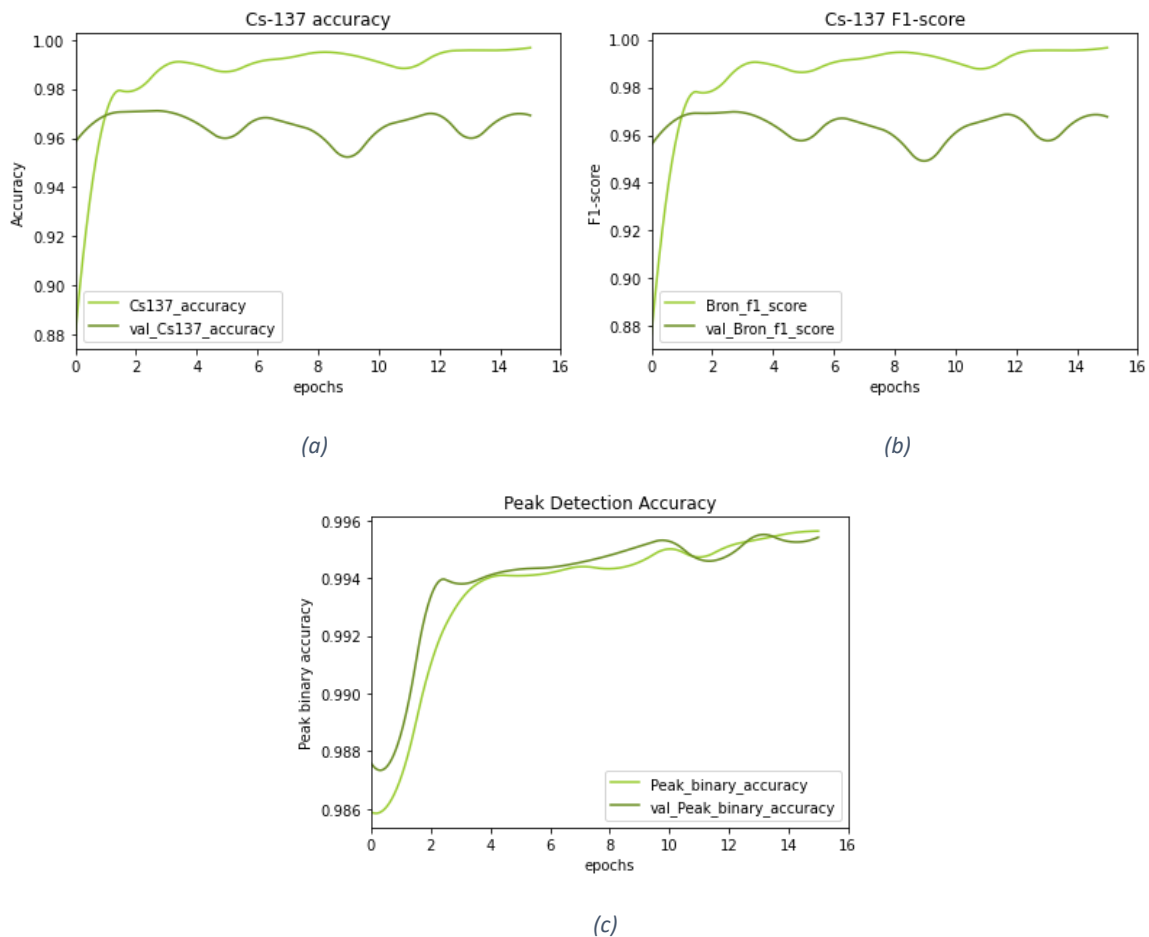 Cs-137 accuracy
1.00
0.98
0.96
0.94
0.92
0.90
0.88
Accuracy
Cs137_accuracy
val_Cs137_accuracy
0 2 4 6 8 10 12 14 16
epochs
(a)
Cs-137 F1-score
1.00
0.98
0.96
0.94
0.92
0.90
0.88
F1-score
Bron_f1_score
val_Bron_f1_score
0 2 4 6 8 10 12 14 16
epochs
(b)
Peak Detection Accuracy
0.996
0.994
0.992
0.990
0.988
0.986
Peak binary accuracy
Peak_binary_accuracy
val_Peak_binary_accuracy
0 2 4 6 8 10 12 14 16
epochs
(c)